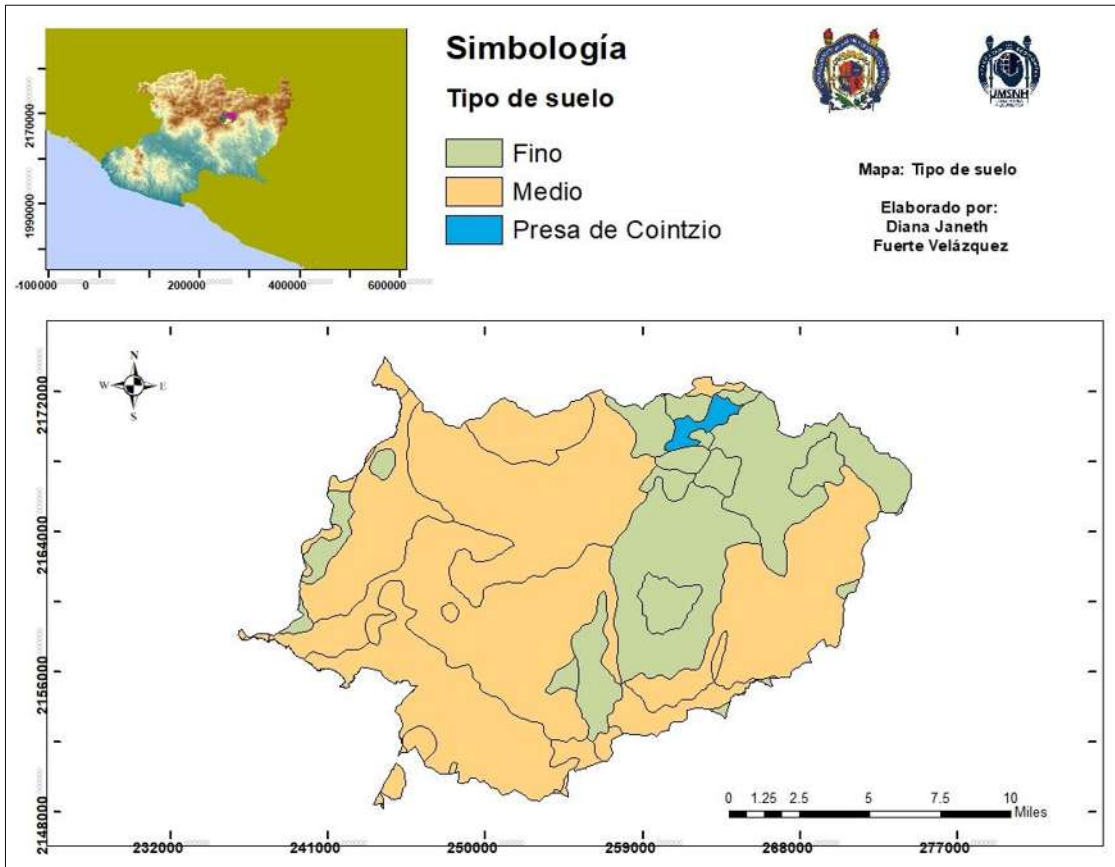 Simbología
Tipo de suelo
Fino
Medio
Presa de Cointzio
UMSNH
Mapa: Tipo de suelo
Elaborado por:
Diana Janeth
Fuerte Velázquez
2170000
1990000
-100000 0 200000 400000 600000
N
W E
S
2172000
2164000
2156000
2148000
0 1.25 2.5 5 7.5 10
Miles
232000 241000 250000 259000 268000 277000